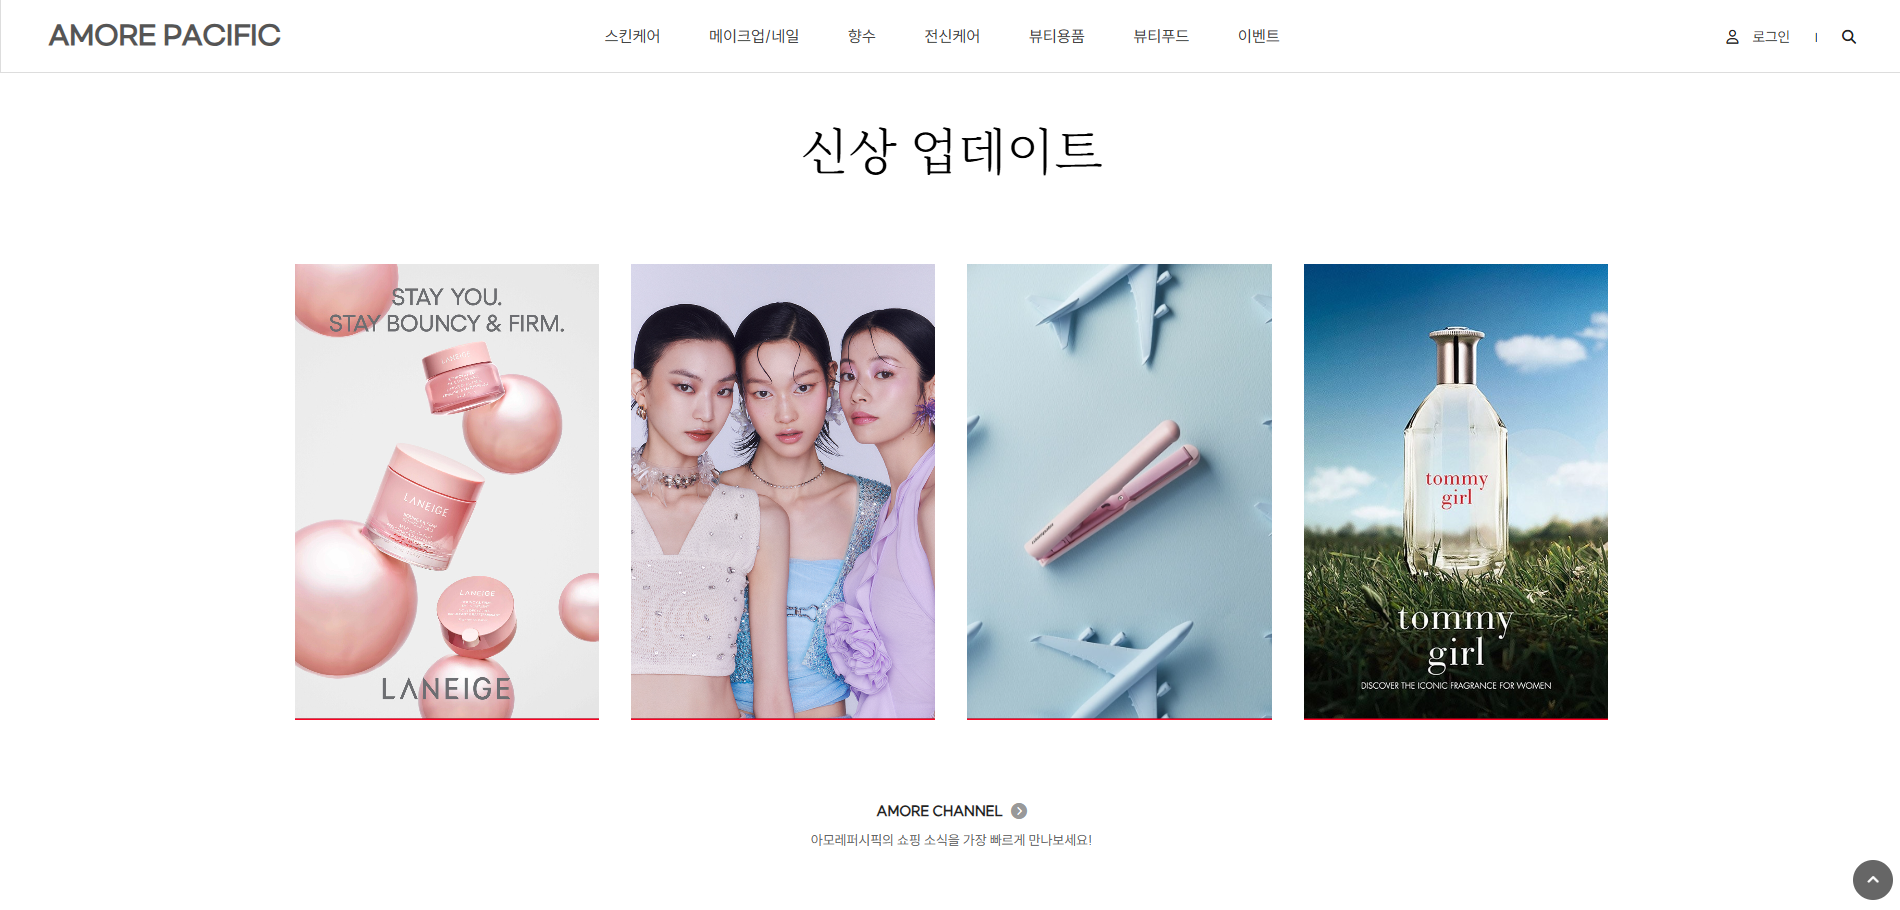 AMORE PACIFIC
스킨케어 메이크업/네일 향수 전신케어 뷰티용품 뷰티푸드 이벤트
로그인
신상 업데이트
STAY YOU.
STAY BOUNCY & FIRM.
LANEIGE
LANEIGE
LANEIGE
LANEIGE
tommy
girl
tommy
girl
DISCOVER THE ICONIC FRAGRANCE FOR WOMEN
AMORE CHANNEL
아모레퍼시픽의 쇼핑 소식을 가장 빠르게 만나보세요!